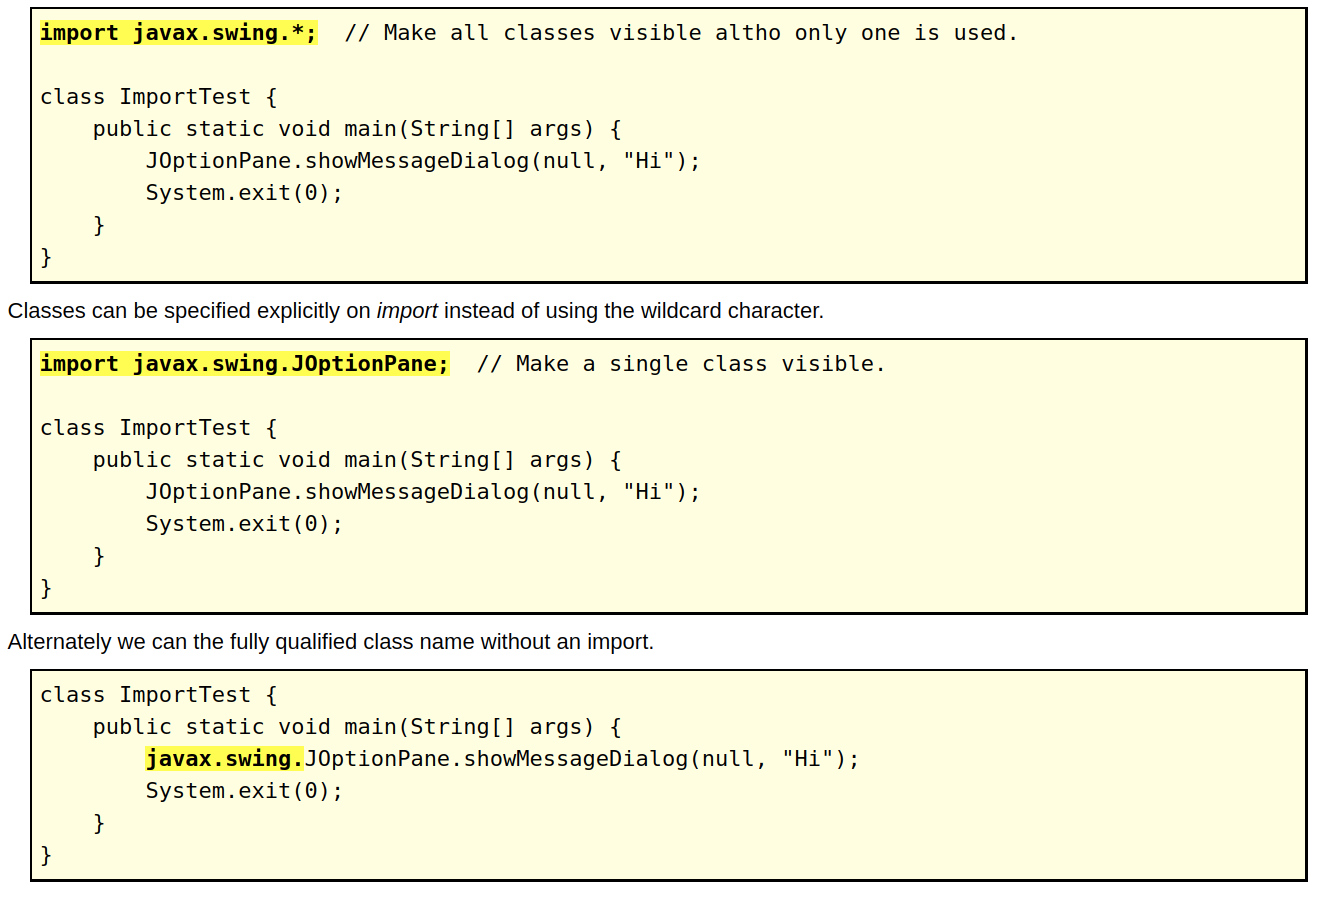 import javax.swing.*;  // Make all classes visible altho only one is used.

class ImportTest {
    public static void main(String[] args) {
        JOptionPane.showMessageDialog(null, "Hi");
        System.exit(0);
    }
}
Classes can be specified explicitly on import instead of using the wildcard character.
import javax.swing.JOptionPane;  // Make a single class visible.

class ImportTest {
    public static void main(String[] args) {
        JOptionPane.showMessageDialog(null, "Hi");
        System.exit(0);
    }
}
Alternately we can the fully qualified class name without an import.
class ImportTest {
    public static void main(String[] args) {
        javax.swing.JOptionPane.showMessageDialog(null, "Hi");
        System.exit(0);
    }
}